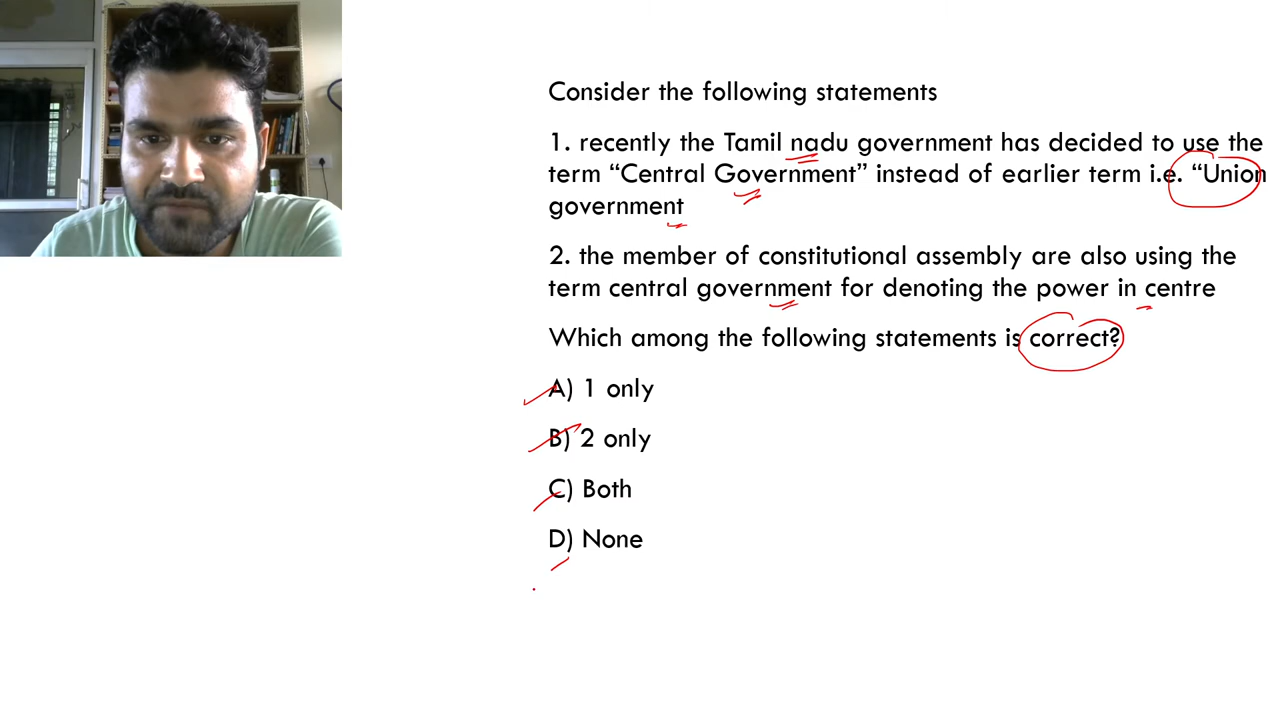 Consider the following statements
1. recently the Tamil nadu government has decided to use the
term “Central Government” instead of earlier term i.e. “Union
government
2. the member of constitutional assembly are also using the
term central government for denoting the power in centre
Which among the following statements is correct?
A) 1 only
B) 2 only
C) Both
D) None